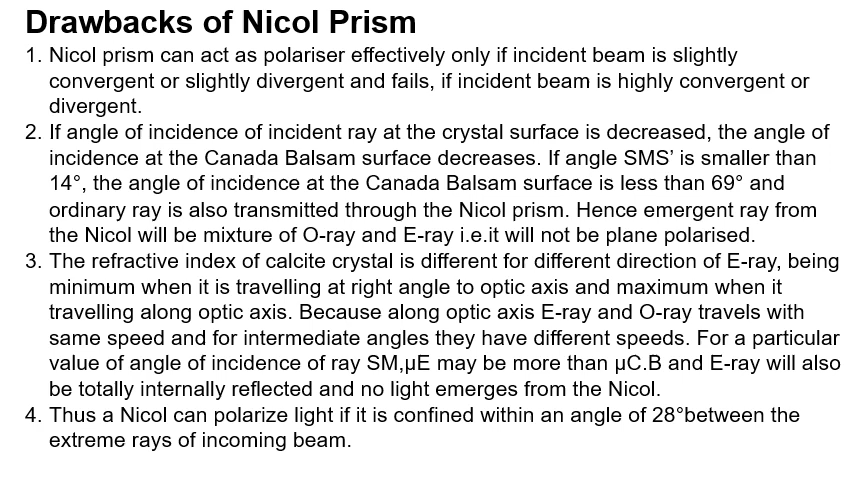 Drawbacks of Nicol Prism
1. Nicol prism can act as polariser effectively only if incident beam is slightly
convergent or slightly divergent and fails, if incident beam is highly convergent or
divergent.
2. If angle of incidence of incident ray at the crystal surface is decreased, the angle of
incidence at the Canada Balsam surface decreases. If angle SMS’ is smaller than
14°, the angle of incidence at the Canada Balsam surface is less than 69° and
ordinary ray is also transmitted through the Nicol prism. Hence emergent ray from
the Nicol will be mixture of O-ray and E-ray i.e.it will not be plane polarised.
3. The refractive index of calcite crystal is different for different direction of E-ray, being
minimum when it is travelling at right angle to optic axis and maximum when it
travelling along optic axis. Because along optic axis E-ray and O-ray travels with
same speed and for intermediate angles they have different speeds. For a particular
value of angle of incidence of ray SM,μE may be more than μC.B and E-ray will also
be totally internally reflected and no light emerges from the Nicol.
4. Thus a Nicol can polarize light if it is confined within an angle of 28°between the
extreme rays of incoming beam.